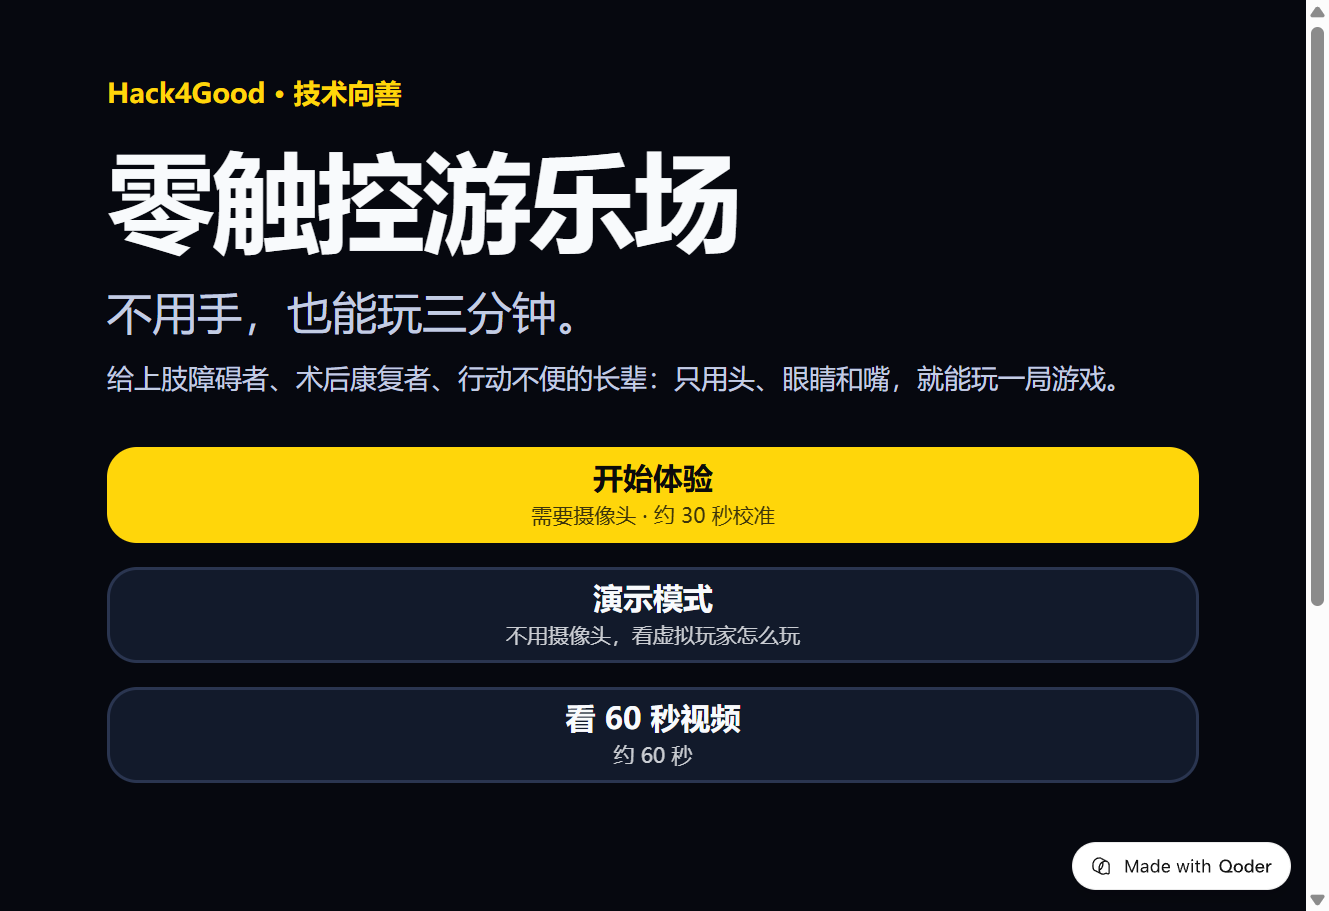 Hack4Good • 技术向善
零触控游乐场
不用手，也能玩三分钟。
给上肢障碍者、术后康复者、行动不便的长辈：只用头、眼睛和嘴，就能玩一局游戏。
开始体验
需要摄像头 · 约 30 秒校准
演示模式
不用摄像头，看虚拟玩家怎么玩
看 60 秒视频
约 60 秒
Made with Qoder